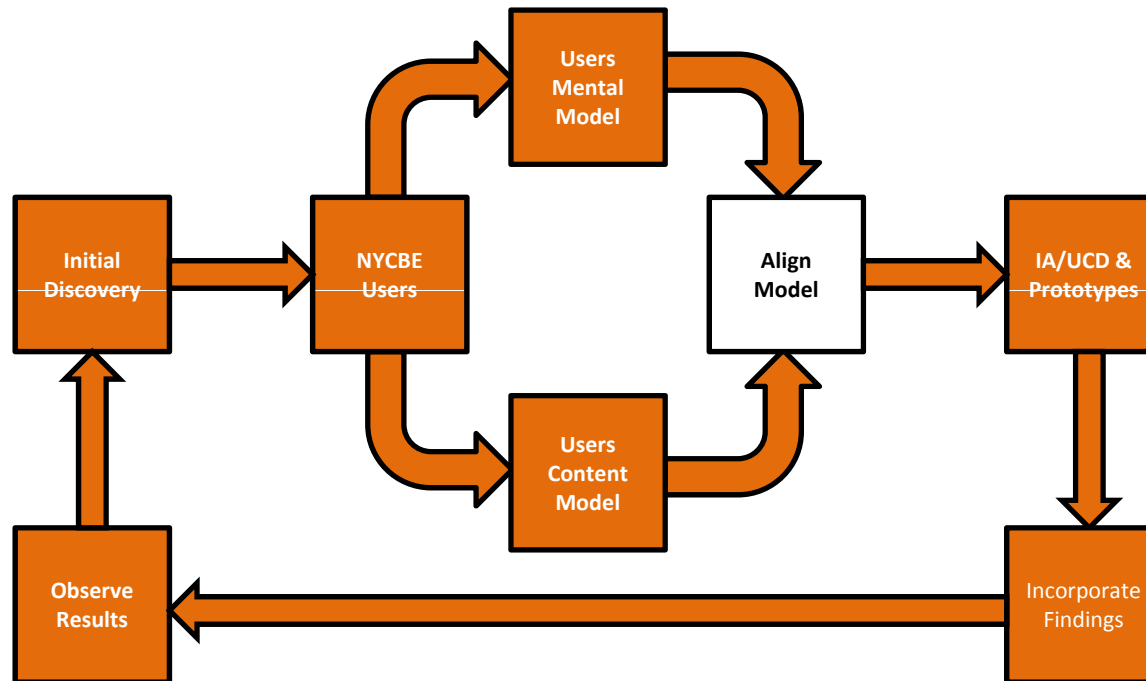 Users
Mental
Model
Initial
Discovery
NYCBE
Users
Align
Model
IA/UCD &
Prototypes
Users
Content
Model
Observe
Results
Incorporate
Findings